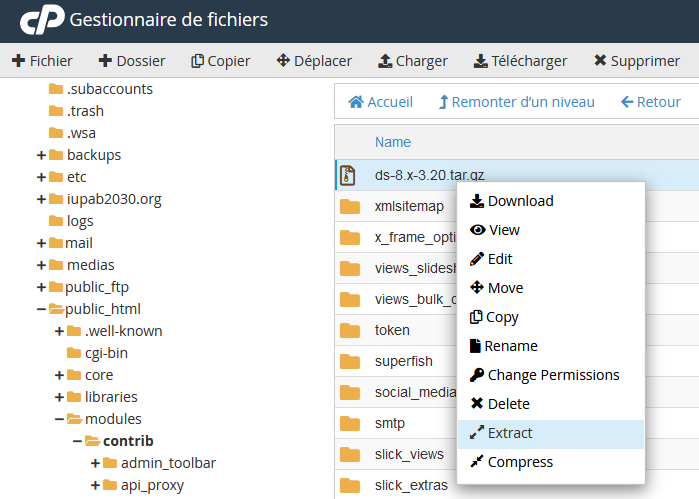 cP Gestionnaire de fichiers
Fichier Dossier Copier Déplacer Charger Télécharger Supprimer
.subaccounts
.trash
.wsa
backups
etc
iupab2030.org
logs
mail
medias
public_ftp
public_html
.well-known
cgi-bin
core
libraries
modules
contrib
admin_toolbar
api_proxy
Accueil Remonter d'un niveau Retour
Name
ds-8.x-3.20.tar.gz
xmlsitemap
x_frame_opti
views_slidesh
views_bulk_o
token
superfish
social_media
smtp
slick_views
slick_extras
Download
View
Edit
Move
Copy
Rename
Change Permissions
Delete
Extract
Compress